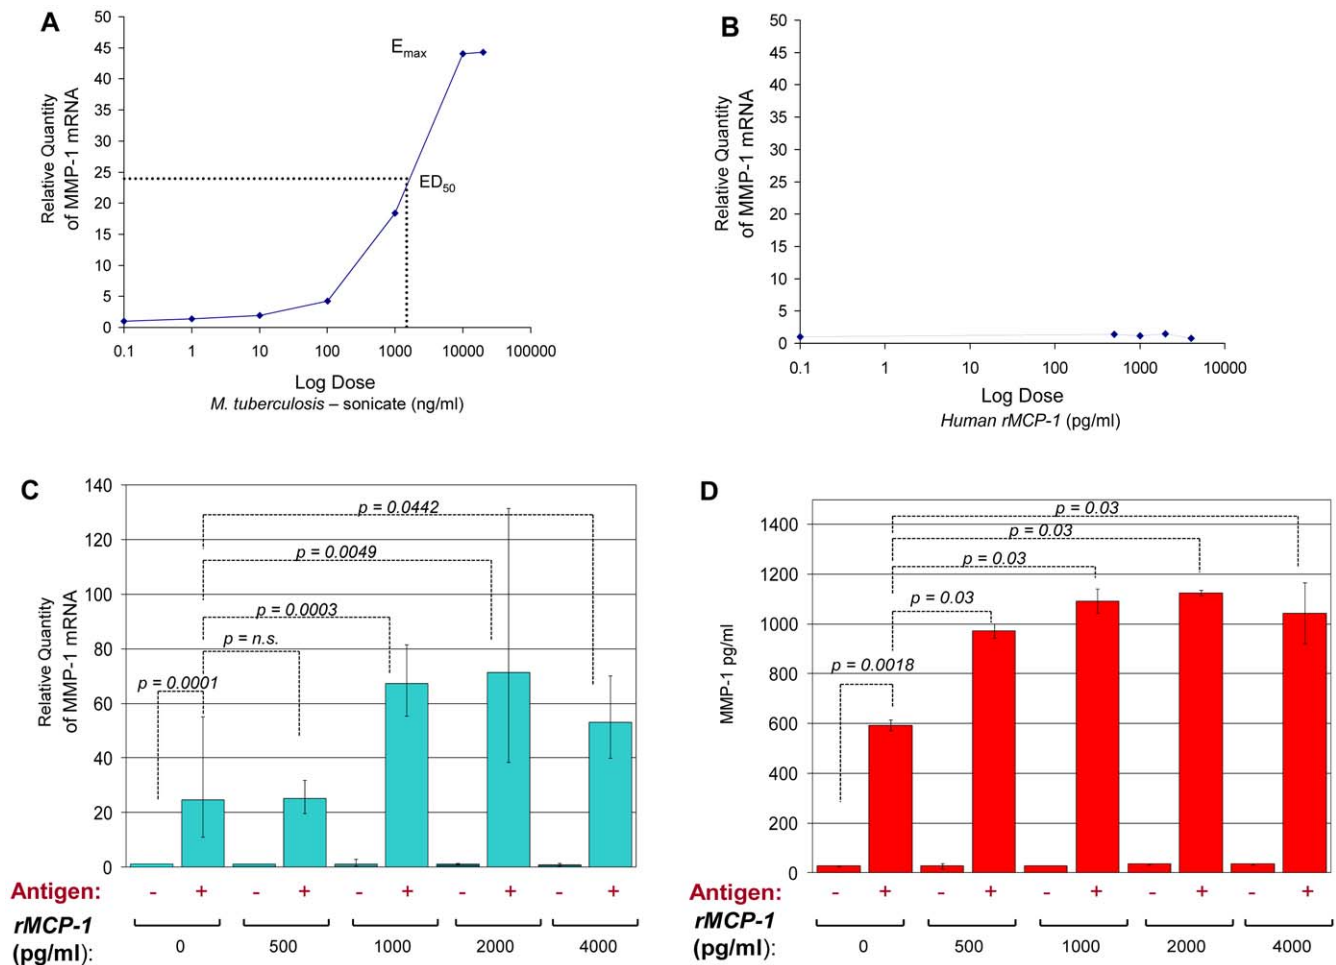 A
Relative Quantity
of MMP-1 mRNA
50
45
40
35
30
25
20
15
10
5
0
Emax
ED50
0.1 1 10 100 1000 10000 100000
Log Dose
M. tuberculosis – sonicate (ng/ml)
B
Relative Quantity
of MMP-1 mRNA
50
45
40
35
30
25
20
15
10
5
0
0.1 1 10 100 1000 10000
Log Dose
Human rMCP-1 (pg/ml)
C
Relative Quantity
of MMP-1 mRNA
140
120
100
80
60
40
20
0
p = 0.0442
p = 0.0049
p = 0.0003
p = n.s.
p = 0.0001
Antigen: - + - + - + - + - +
rMCP-1
(pg/ml): 0 500 1000 2000 4000
D
MMP-1 pg/ml
1400
1200
1000
800
600
400
200
0
p = 0.03
p = 0.03
p = 0.03
p = 0.03
p = 0.0018
Antigen: - + - + - + - + - +
rMCP-1
(pg/ml): 0 500 1000 2000 4000